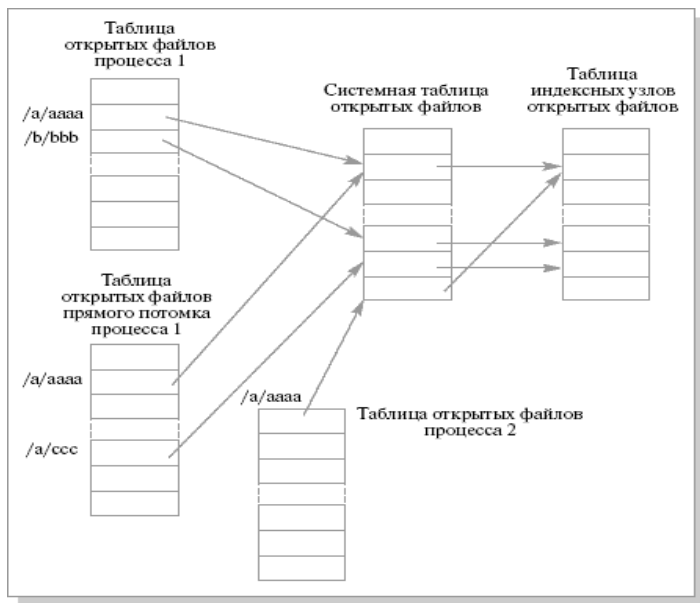 Таблица
открытых файлов
процесса 1
/a/aaaa
/b/bbb
Системная таблица
открытых файлов
Таблица
индексных узлов
открытых файлов
Таблица
открытых файлов
прямого потомка
процесса 1
/a/aaaa
/a/ccc
/a/aaaa
Таблица открытых файлов
процесса 2